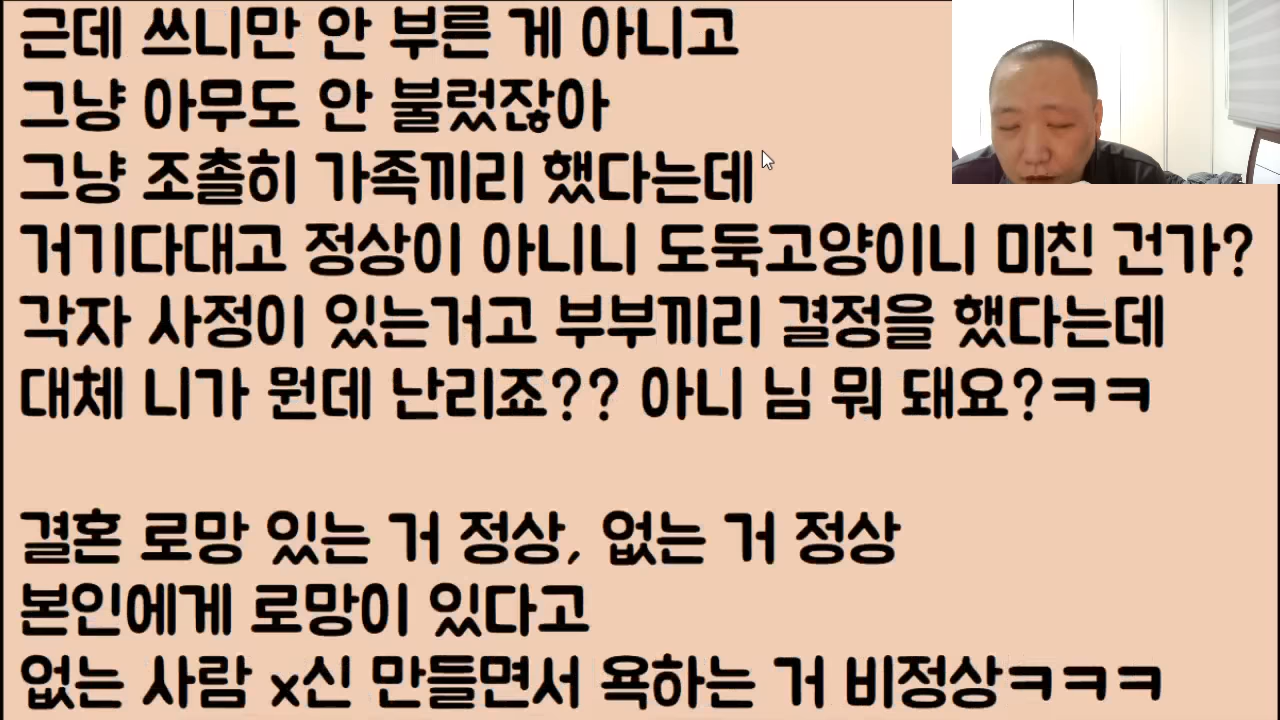 근데 쓰니만 안 부른 게 아니고
그냥 아무도 안 불렀잖아
그냥 조촐히 가족끼리 했다는데
거기다대고 정상이 아니니 도둑고양이니 미친 건가?
각자 사정이 있는거고 부부끼리 결정을 했다는데
대체 니가 뭔데 난리죠?? 아니 님 뭐 돼요?ㅋㅋ
결혼 로망 있는 거 정상, 없는 거 정상
본인에게 로망이 있다고
없는 사람 x신 만들면서 욕하는 거 비정상ㅋㅋㅋ